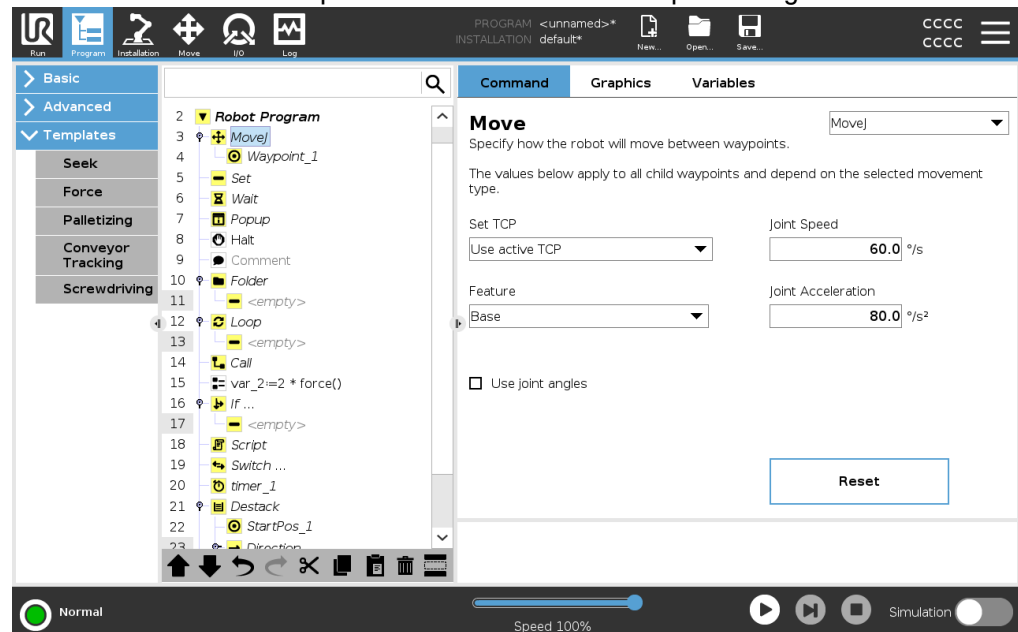 PROGRAM <unnamed>*
INSTALLATION default*
CCCC
CCCC
UR
Run
Program
Installation
Move
I/O
Log
New...
Open...
Save...
Basic
Advanced
Templates
Seek
Force
Palletizing
Conveyor
Tracking
Screwdriving
2 Robot Program
3 MoveJ
4 Waypoint_1
5 Set
6 Wait
7 Popup
8 Halt
9 Comment
10 Folder
11 <empty>
12 Loop
13 <empty>
14 Call
15 var_2:=2 * force()
16 If ...
17 <empty>
18 Script
19 Switch ...
20 timer_1
21 Destack
22 StartPos_1
23 Direction
Command
Graphics
Variables
Move
MoveJ
Specify how the robot will move between waypoints.
The values below apply to all child waypoints and depend on the selected movement
type.
Set TCP
Joint Speed
Use active TCP
60.0 °/s
Feature
Joint Acceleration
Base
80.0 °/s²
Use joint angles
Reset
Normal
Speed 100%
Simulation